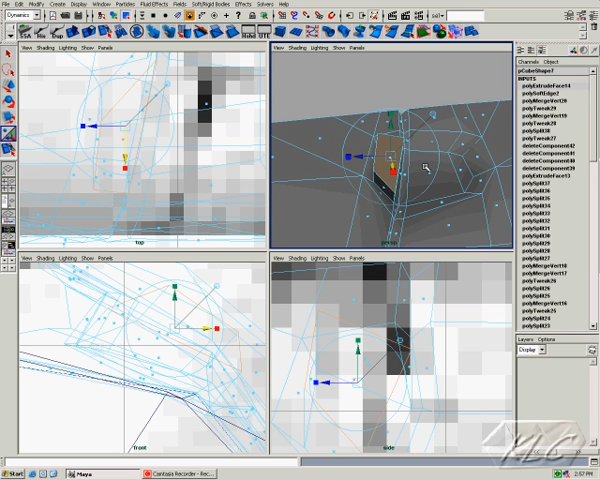 File Edit Modify Create Display Window Particles Fluid Effects Fields Soft/Rigid Bodies Effects Solvers Help
Dynamics
sel
His
Dup
Hide
View Shading Lighting Show Panels
top
View Shading Lighting Show Panels
persp
View Shading Lighting Show Panels
front
View Shading Lighting Show Panels
side
Channels Object
pCubeShape7
INPUTS
polyExtrudeFace14
polySoftEdge2
polyMergeVert20
polyTweak29
polyMergeVert19
polyTweak28
polySplit38
polyTweak27
deleteComponent42
deleteComponent41
deleteComponent40
deleteComponent39
polyExtrudeFace13
polySplit37
polySplit36
polySplit35
polySplit34
polySplit33
polySplit32
polySplit31
polySplit30
polySplit29
polySplit28
polySplit27
polyMergeVert18
polyMergeVert17
polyTweak26
polySplit26
polySplit25
polyMergeVert16
polyTweak25
polySplit24
polySplit23
Layers Options
Display
Start
Maya
Camtasia Recorder - Rec...
2:57 PM